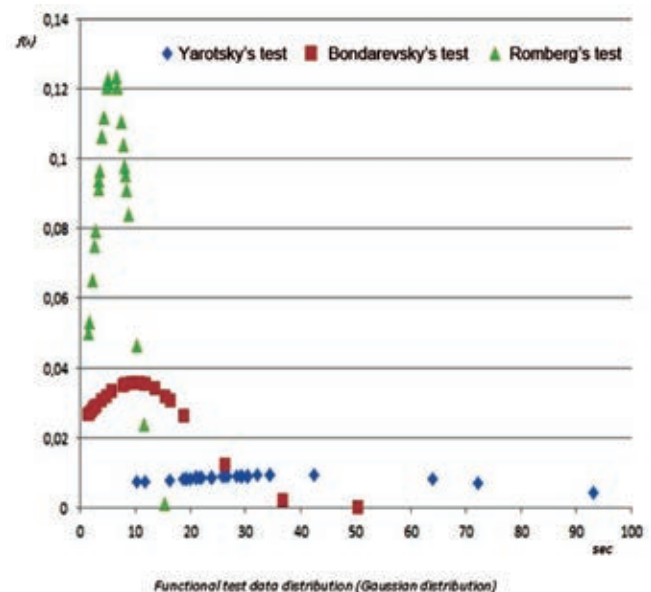 0,14
f(x)
Yarotsky's test Bondarevsky's test Romberg's test
0,12
0,1
0,08
0,06
0,04
0,02
0
0 10 20 30 40 50 60 70 80 90 100
sec
Functional test data distribution (Gaussian distribution)